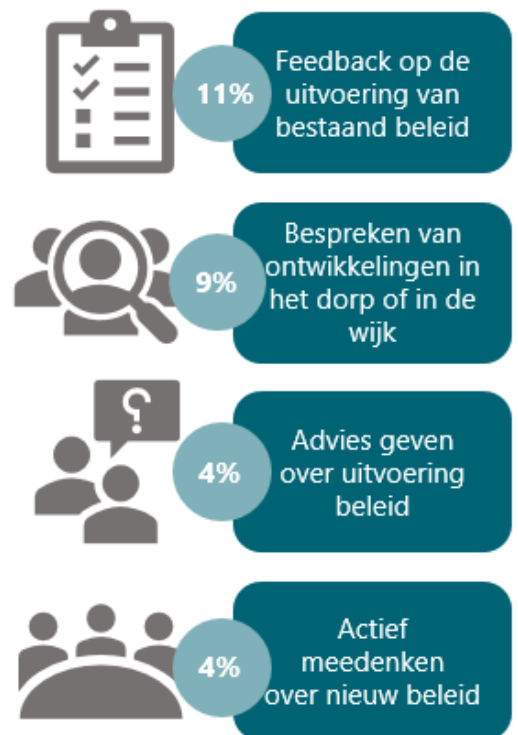 11%
Feedback op de
uitvoering van
bestaand beleid
9%
Bespreken van
ontwikkelingen in
het dorp of in de
wijk
?
4%
Advies geven
over uitvoering
beleid
4%
Actief
meedenken
over nieuw beleid